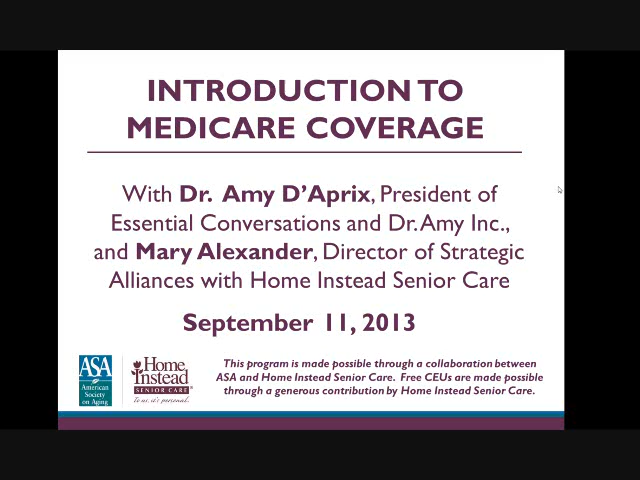 INTRODUCTION TO
MEDICARE COVERAGE
With Dr. Amy D'Aprix, President of
Essential Conversations and Dr. Amy Inc.,
and Mary Alexander, Director of Strategic
Alliances with Home Instead Senior Care
September 11, 2013
ASA
American
Society
on Aging
Home
Instead
SENIOR CARE
To us, it's personal.
This program is made possible through a collaboration between
ASA and Home Instead Senior Care. Free CEUs are made possible
through a generous contribution by Home Instead Senior Care.